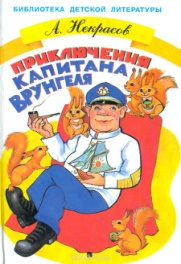 БИБЛИОТЕКА ДЕТСКОЙ ЛИТЕРАТУРЫ
А. Некрасов
ПРИКЛЮЧЕНИЯ
КАПИТАНА
ВРУНГЕЛЯ